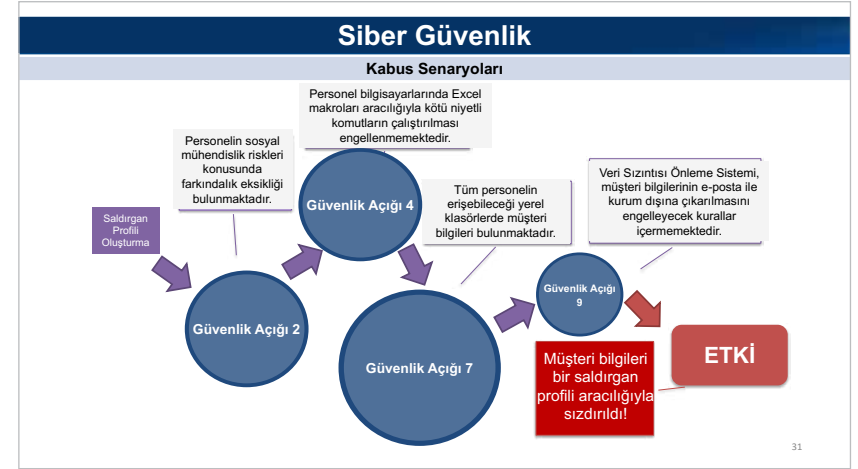 Siber Güvenlik
Kabus Senaryoları
Personel bilgisayarlarında Excel
makroları aracılığıyla kötü niyetli
komutların çalıştırılması
engellenmemektedir.
Personelin sosyal
mühendislik riskleri
konusunda
farkındalık eksikliği
bulunmaktadır.
Veri Sızıntısı Önleme Sistemi,
müşteri bilgilerinin e-posta ile
kurum dışına çıkarılmasını
engelleyecek kurallar
içermemektedir.
Tüm personelin
erişebileceği yerel
klasörlerde müşteri
bilgileri bulunmaktadır.
Saldırgan
Profili
Oluşturma
Güvenlik Açığı 4
Güvenlik Açığı
9
Güvenlik Açığı 2
Güvenlik Açığı 7
Müşteri bilgileri
bir saldırgan
profili aracılığıyla
sızdırıldı!
ETKİ
31